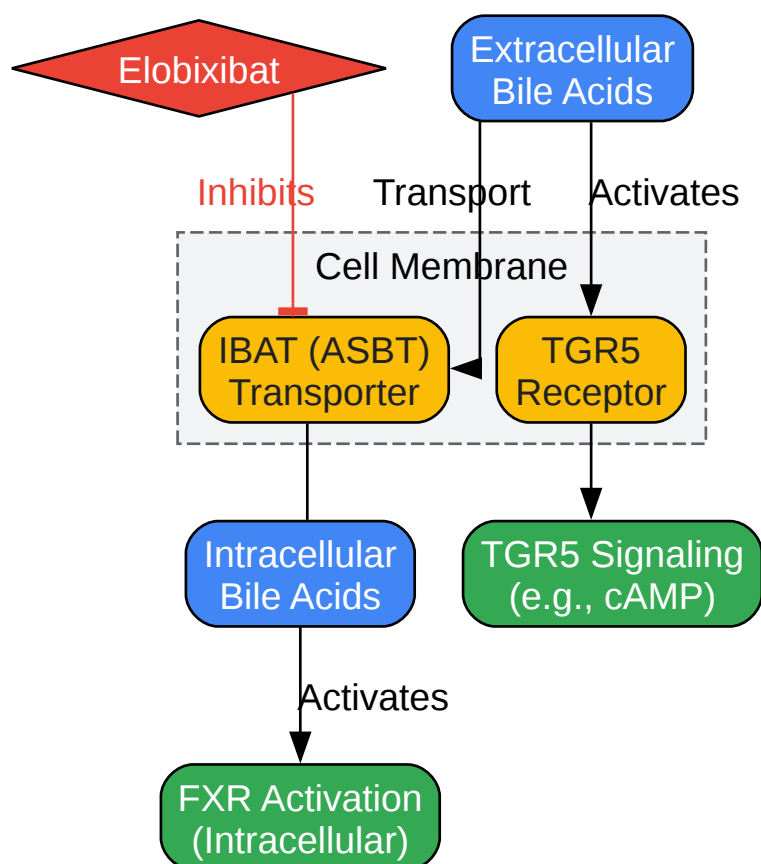 Elobixibat
Extracellular
Bile Acids
Inhibits
Transport
Activates
Cell Membrane
IBAT (ASBT)
Transporter
TGR5
Receptor
Intracellular
Bile Acids
TGR5 Signaling
(e.g., cAMP)
Activates
FXR Activation
(Intracellular)